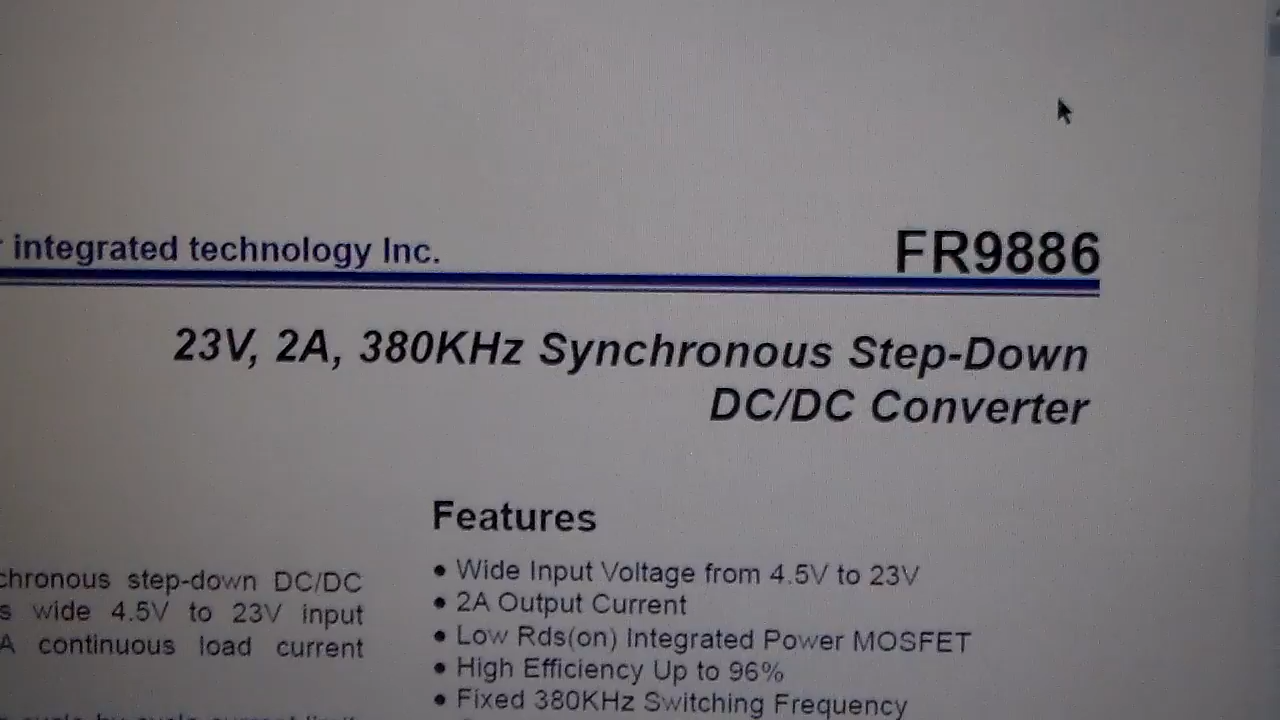 integrated technology Inc.
FR9886
23V, 2A, 380KHz Synchronous Step-Down
DC/DC Converter
Features
chronous step-down DC/DC
s wide 4.5V to 23V input
A continuous load current
• Wide Input Voltage from 4.5V to 23V
• 2A Output Current
• Low Rds(on) Integrated Power MOSFET
• High Efficiency Up to 96%
• Fixed 380KHz Switching Frequency